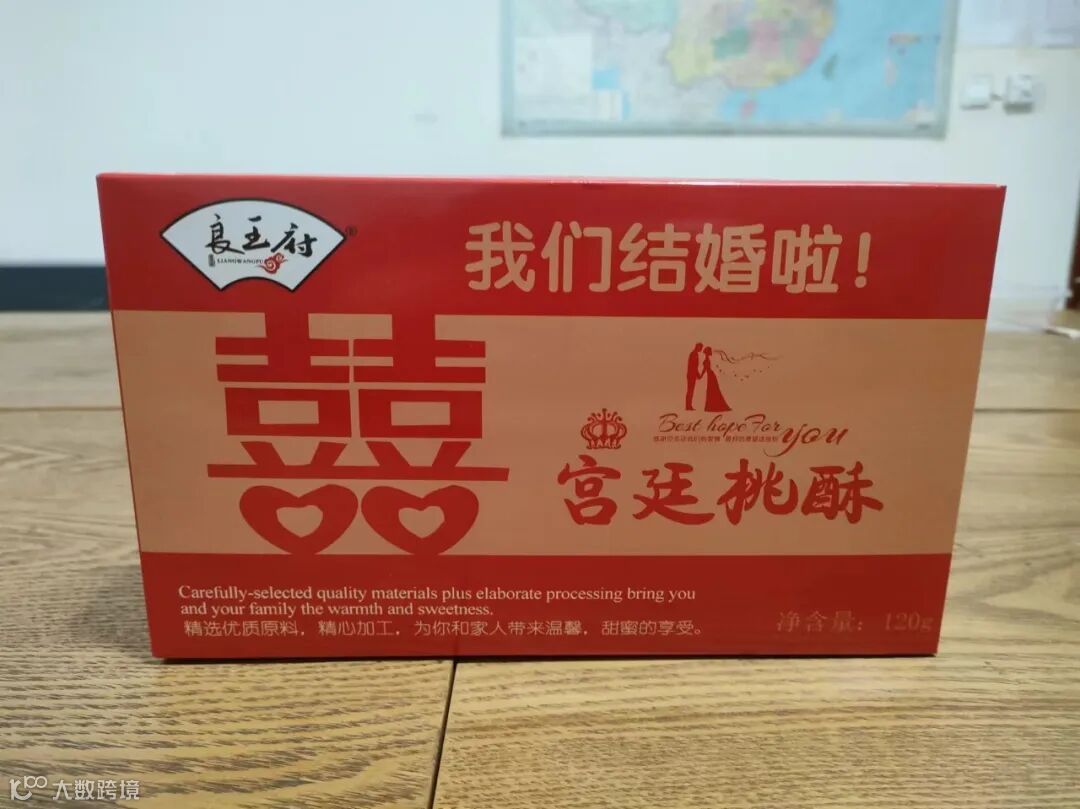 良王府
LIANGWANGFU
®
我们结婚啦！
囍
Best hope For
you
宫廷桃酥
Carefully-selected quality materials plus elaborate processing bring you
and your family the warmth and sweetness.
精选优质原料，精心加工，为你和家人带来温馨，甜蜜的享受。
净含量：120g
大数跨境